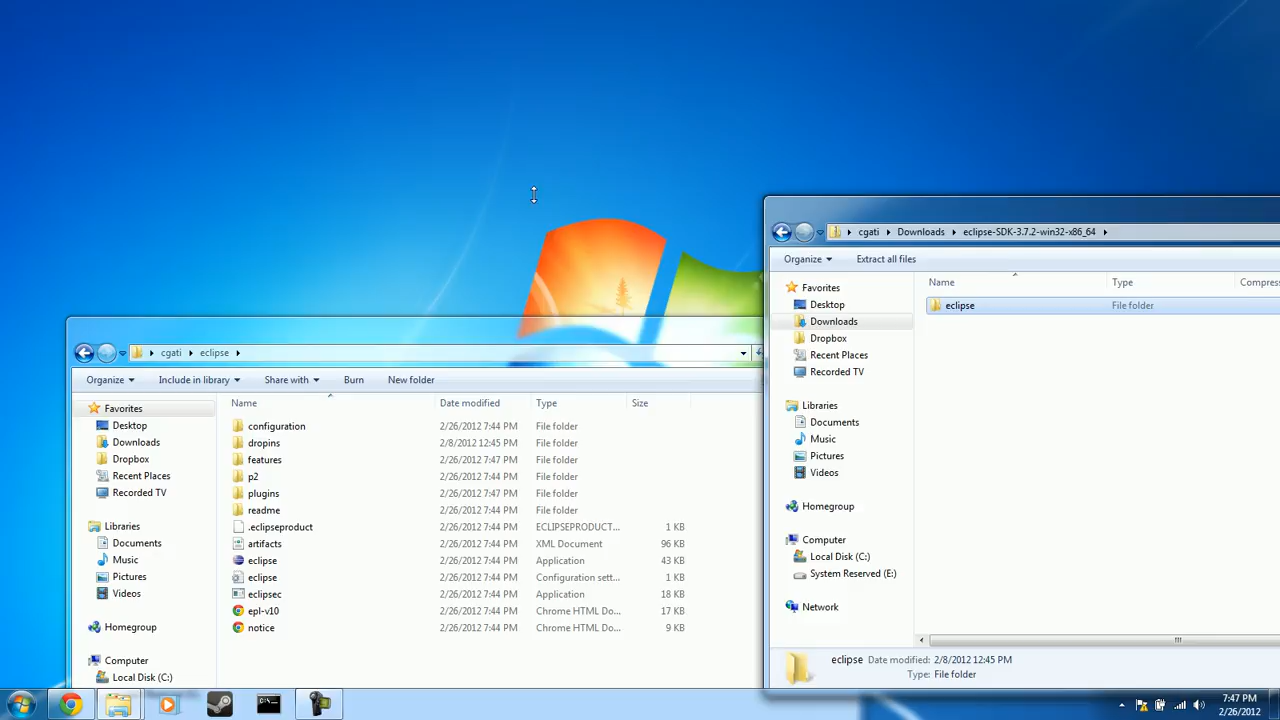 cgati Downloads eclipse-SDK-3.7.2-win32-x86_64
Organize Extract all files
Name Type Compres
Favorites
Desktop
Downloads
Dropbox
Recent Places
Recorded TV
Libraries
Documents
Music
Pictures
Videos
Homegroup
Computer
Local Disk (C:)
System Reserved (E:)
Network
eclipse File folder
eclipse Date modified: 2/8/2012 12:45 PM
Type: File folder
cgati eclipse
Organize Include in library Share with Burn New folder
Name Date modified Type Size
Favorites
Desktop
Downloads
Dropbox
Recent Places
Recorded TV
Libraries
Documents
Music
Pictures
Videos
Homegroup
Computer
Local Disk (C:)
configuration 2/26/2012 7:44 PM File folder
dropins 2/8/2012 12:45 PM File folder
features 2/26/2012 7:47 PM File folder
p2 2/26/2012 7:44 PM File folder
plugins 2/26/2012 7:47 PM File folder
readme 2/26/2012 7:44 PM File folder
.eclipseproduct 2/26/2012 7:44 PM ECLIPSEPRODUCT... 1 KB
artifacts 2/26/2012 7:44 PM XML Document 96 KB
eclipse 2/26/2012 7:44 PM Application 43 KB
eclipse 2/26/2012 7:44 PM Configuration sett... 1 KB
eclipsec 2/26/2012 7:44 PM Application 18 KB
epl-v10 2/26/2012 7:44 PM Chrome HTML Do... 17 KB
notice 2/26/2012 7:44 PM Chrome HTML Do... 9 KB
7:47 PM
2/26/2012